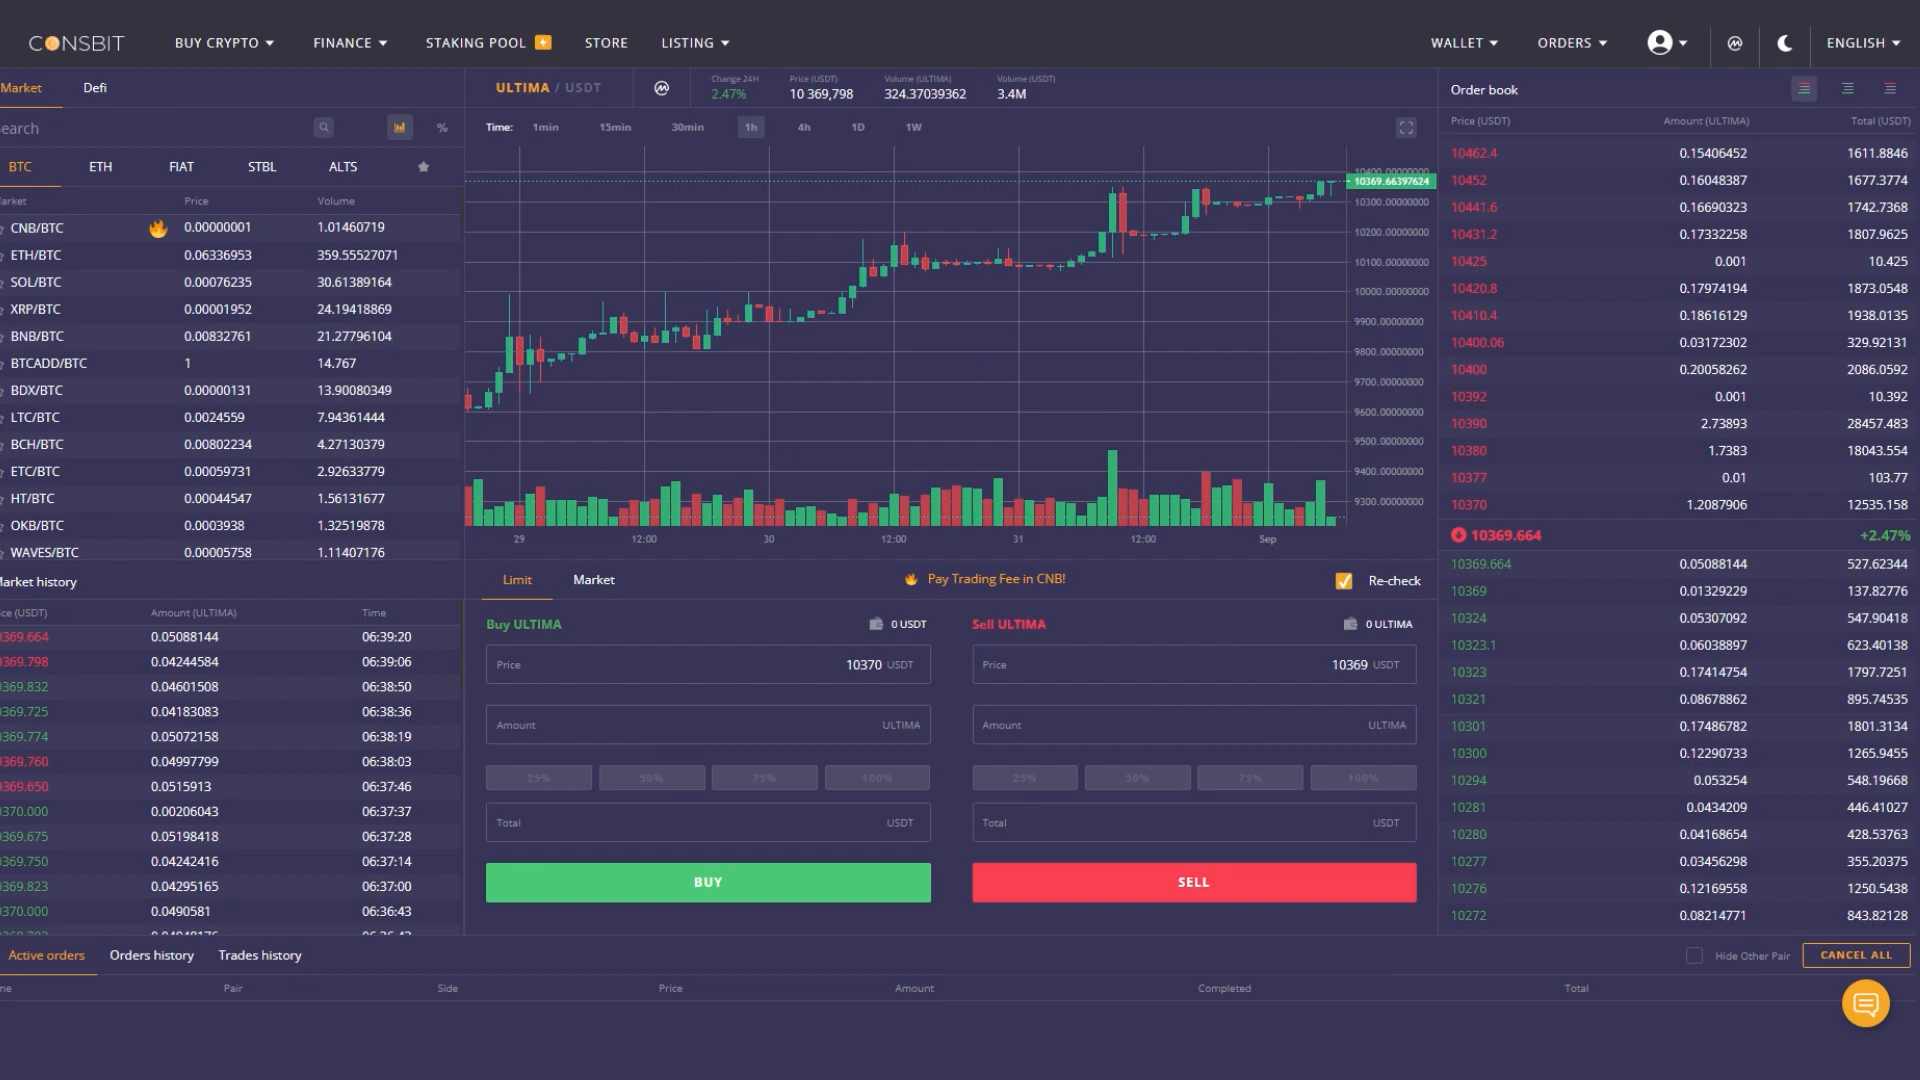 CONSBIT BUY CRYPTO FINANCE STAKING POOL STORE LISTING WALLET ORDERS ENGLISH
Market Defi
earch %
BTC ETH FIAT STBL ALTS
arket Price Volume
CNB/BTC 0.00000001 1.01460719
ETH/BTC 0.06336953 359.55527071
SOL/BTC 0.00076235 30.61389164
XRP/BTC 0.00001952 24.19418869
BNB/BTC 0.00832761 21.27796104
BTCADD/BTC 1 14.767
BDX/BTC 0.00000131 13.90080349
LTC/BTC 0.0024559 7.94361444
BCH/BTC 0.00802234 4.27130379
ETC/BTC 0.00059731 2.92633779
HT/BTC 0.00044547 1.56131677
OKB/BTC 0.0003938 1.32519878
WAVES/BTC 0.00005758 1.11407176
arket history
ce (USDT) Amount (ULTIMA) Time
369.664 0.05088144 06:39:20
369.798 0.04244584 06:39:06
369.832 0.04601508 06:38:50
369.725 0.04183083 06:38:36
369.774 0.05072158 06:38:19
369.760 0.04997799 06:38:03
369.650 0.0515913 06:37:46
370.000 0.00206043 06:37:37
369.675 0.05198418 06:37:28
369.750 0.04242416 06:37:14
369.823 0.04295165 06:37:00
370.000 0.0490581 06:36:43
ULTIMA / USDT
Change 24H Price (USDT) Volume (ULTIMA) Volume (USDT)
2.47% 10 369,798 324.37039362 3.4M
Time: 1min 15min 30min 1h 4h 1D 1W
10400.00000000
10369.66397624
10300.00000000
10200.00000000
10100.00000000
10000.00000000
9900.00000000
9800.00000000
9700.00000000
9600.00000000
9500.00000000
9400.00000000
9300.00000000
29 12:00 30 12:00 31 12:00 Sep
Limit Market Pay Trading Fee in CNB! Re-check
Buy ULTIMA 0 USDT Sell ULTIMA 0 ULTIMA
Price 10370 USDT Price 10369 USDT
Amount ULTIMA Amount ULTIMA
25% 50% 75% 100% 25% 50% 75% 100%
Total USDT Total USDT
BUY SELL
Order book
Price (USDT) Amount (ULTIMA) Total (USDT)
10462.4 0.15406452 1611.8846
10452 0.16048387 1677.3774
10441.6 0.16690323 1742.7368
10431.2 0.17332258 1807.9625
10425 0.001 10.425
10420.8 0.17974194 1873.0548
10410.4 0.18616129 1938.0135
10400.06 0.03172302 329.92131
10400 0.20058262 2086.0592
10392 0.001 10.392
10390 2.73893 28457.483
10380 1.7383 18043.554
10377 0.01 103.77
10370 1.2087906 12535.158
10369.664 +2.47%
10369.664 0.05088144 527.62344
10369 0.01329229 137.82776
10324 0.05307092 547.90418
10323.1 0.06038897 623.40138
10323 0.17414754 1797.7251
10321 0.08678862 895.74535
10301 0.17486782 1801.3134
10300 0.12290733 1265.9455
10294 0.053254 548.19668
10281 0.0434209 446.41027
10280 0.04168654 428.53763
10277 0.03456298 355.20375
10276 0.12169558 1250.5438
10272 0.08214771 843.82128
Active orders Orders history Trades history Hide Other Pair CANCEL ALL
me Pair Side Price Amount Completed Total